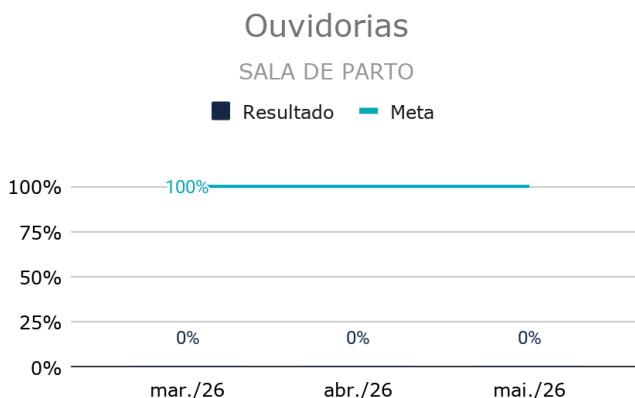 Ouvidorias
SALA DE PARTO
Resultado Meta
100% 100%
75%
50%
25%
0% 0% 0%
0%
mar./26 abr./26 mai./26